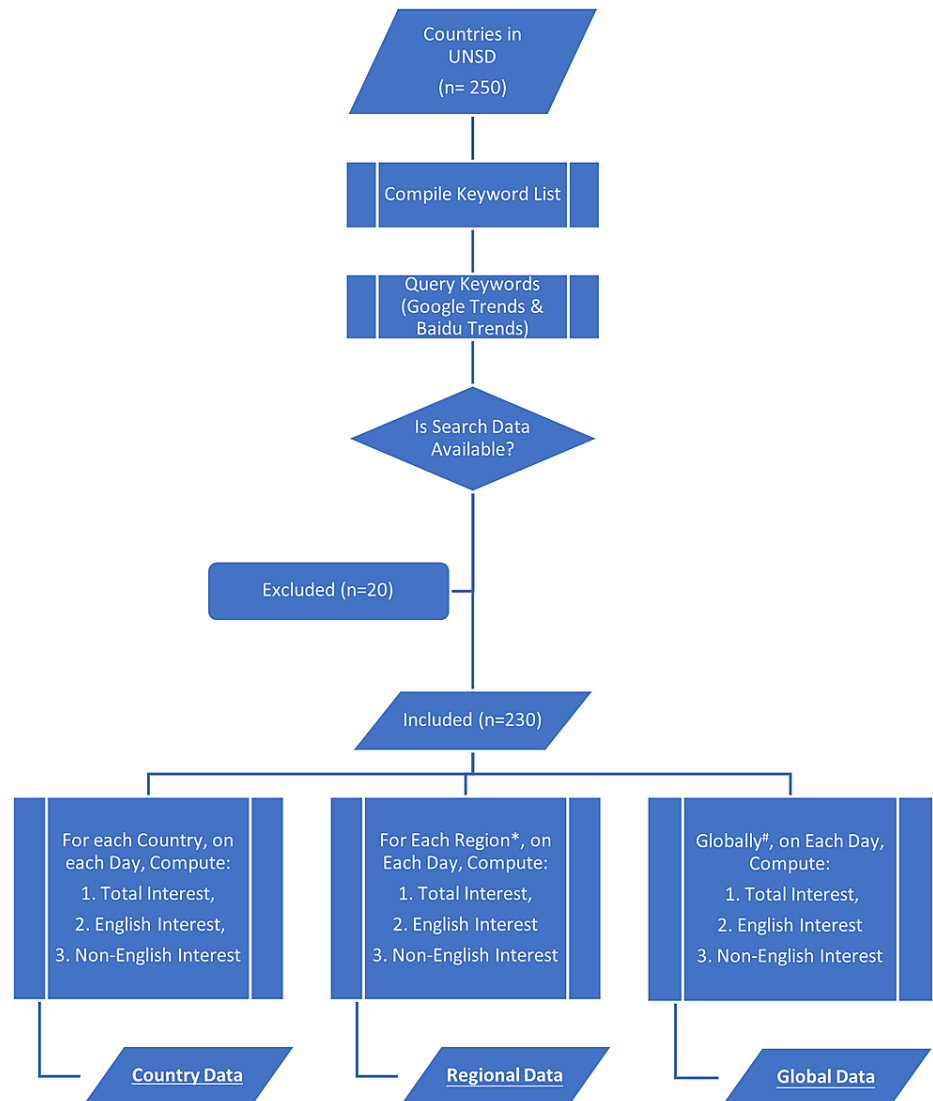 Countries in
UNSD
(n= 250)
Compile Keyword List
Query Keywords
(Google Trends &
Baidu Trends)
Is Search Data
Available?
Excluded (n=20)
Included (n=230)
For each Country, on
each Day, Compute:
1. Total Interest,
2. English Interest,
3. Non-English Interest
For Each Region*, on
Each Day, Compute:
1. Total Interest,
2. English Interest
3. Non-English Interest
Globally#, on Each Day,
Compute:
1. Total Interest,
2. English Interest
3. Non-English Interest
Country Data
Regional Data
Global Data